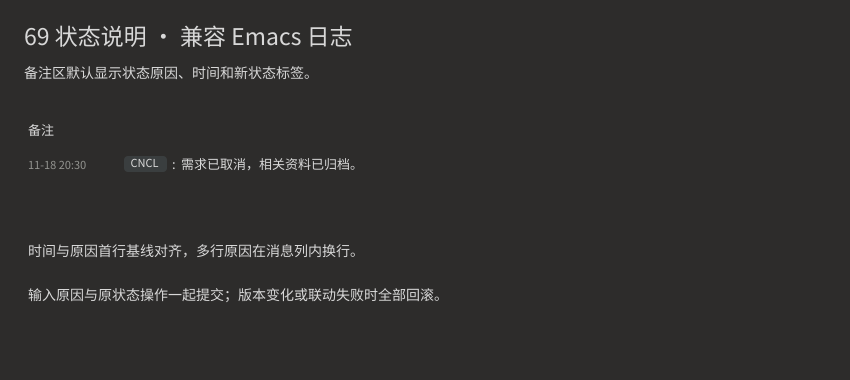 69 状态说明 · 兼容 Emacs 日志
备注区默认显示状态原因、时间和新状态标签。
备注
11-18 20:30 CNCL ：需求已取消，相关资料已归档。
时间与原因首行基线对齐，多行原因在消息列内换行。
输入原因与原状态操作一起提交；版本变化或联动失败时全部回滚。